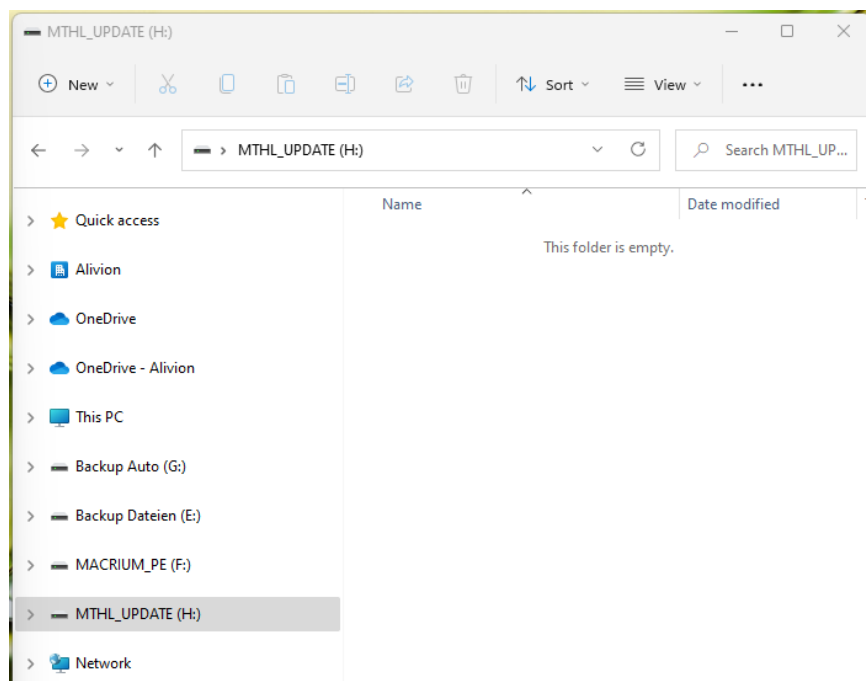 MTHL_UPDATE (H:)
New Sort View
MTHL_UPDATE (H:) Search MTHL_UP...
Name Date modified
This folder is empty.
Quick access
Alivion
OneDrive
OneDrive - Alivion
This PC
Backup Auto (G:)
Backup Dateien (E:)
MACRIUM_PE (F:)
MTHL_UPDATE (H:)
Network